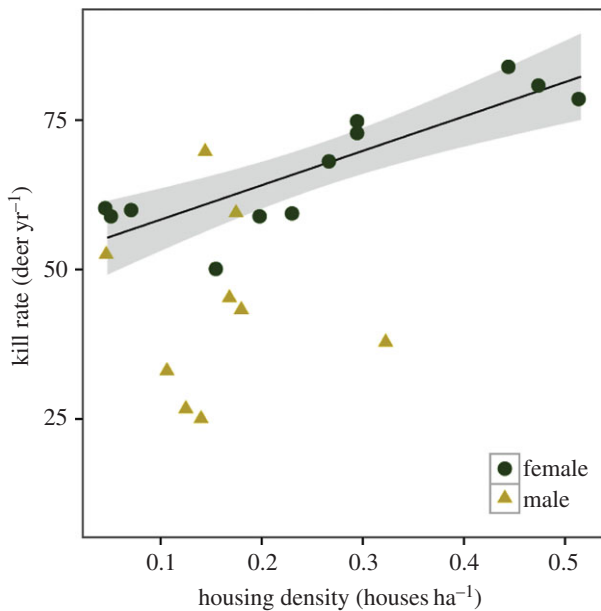 kill rate (deer yr⁻¹)
75
50
25
female
male
0.1 0.2 0.3 0.4 0.5
housing density (houses ha⁻¹)